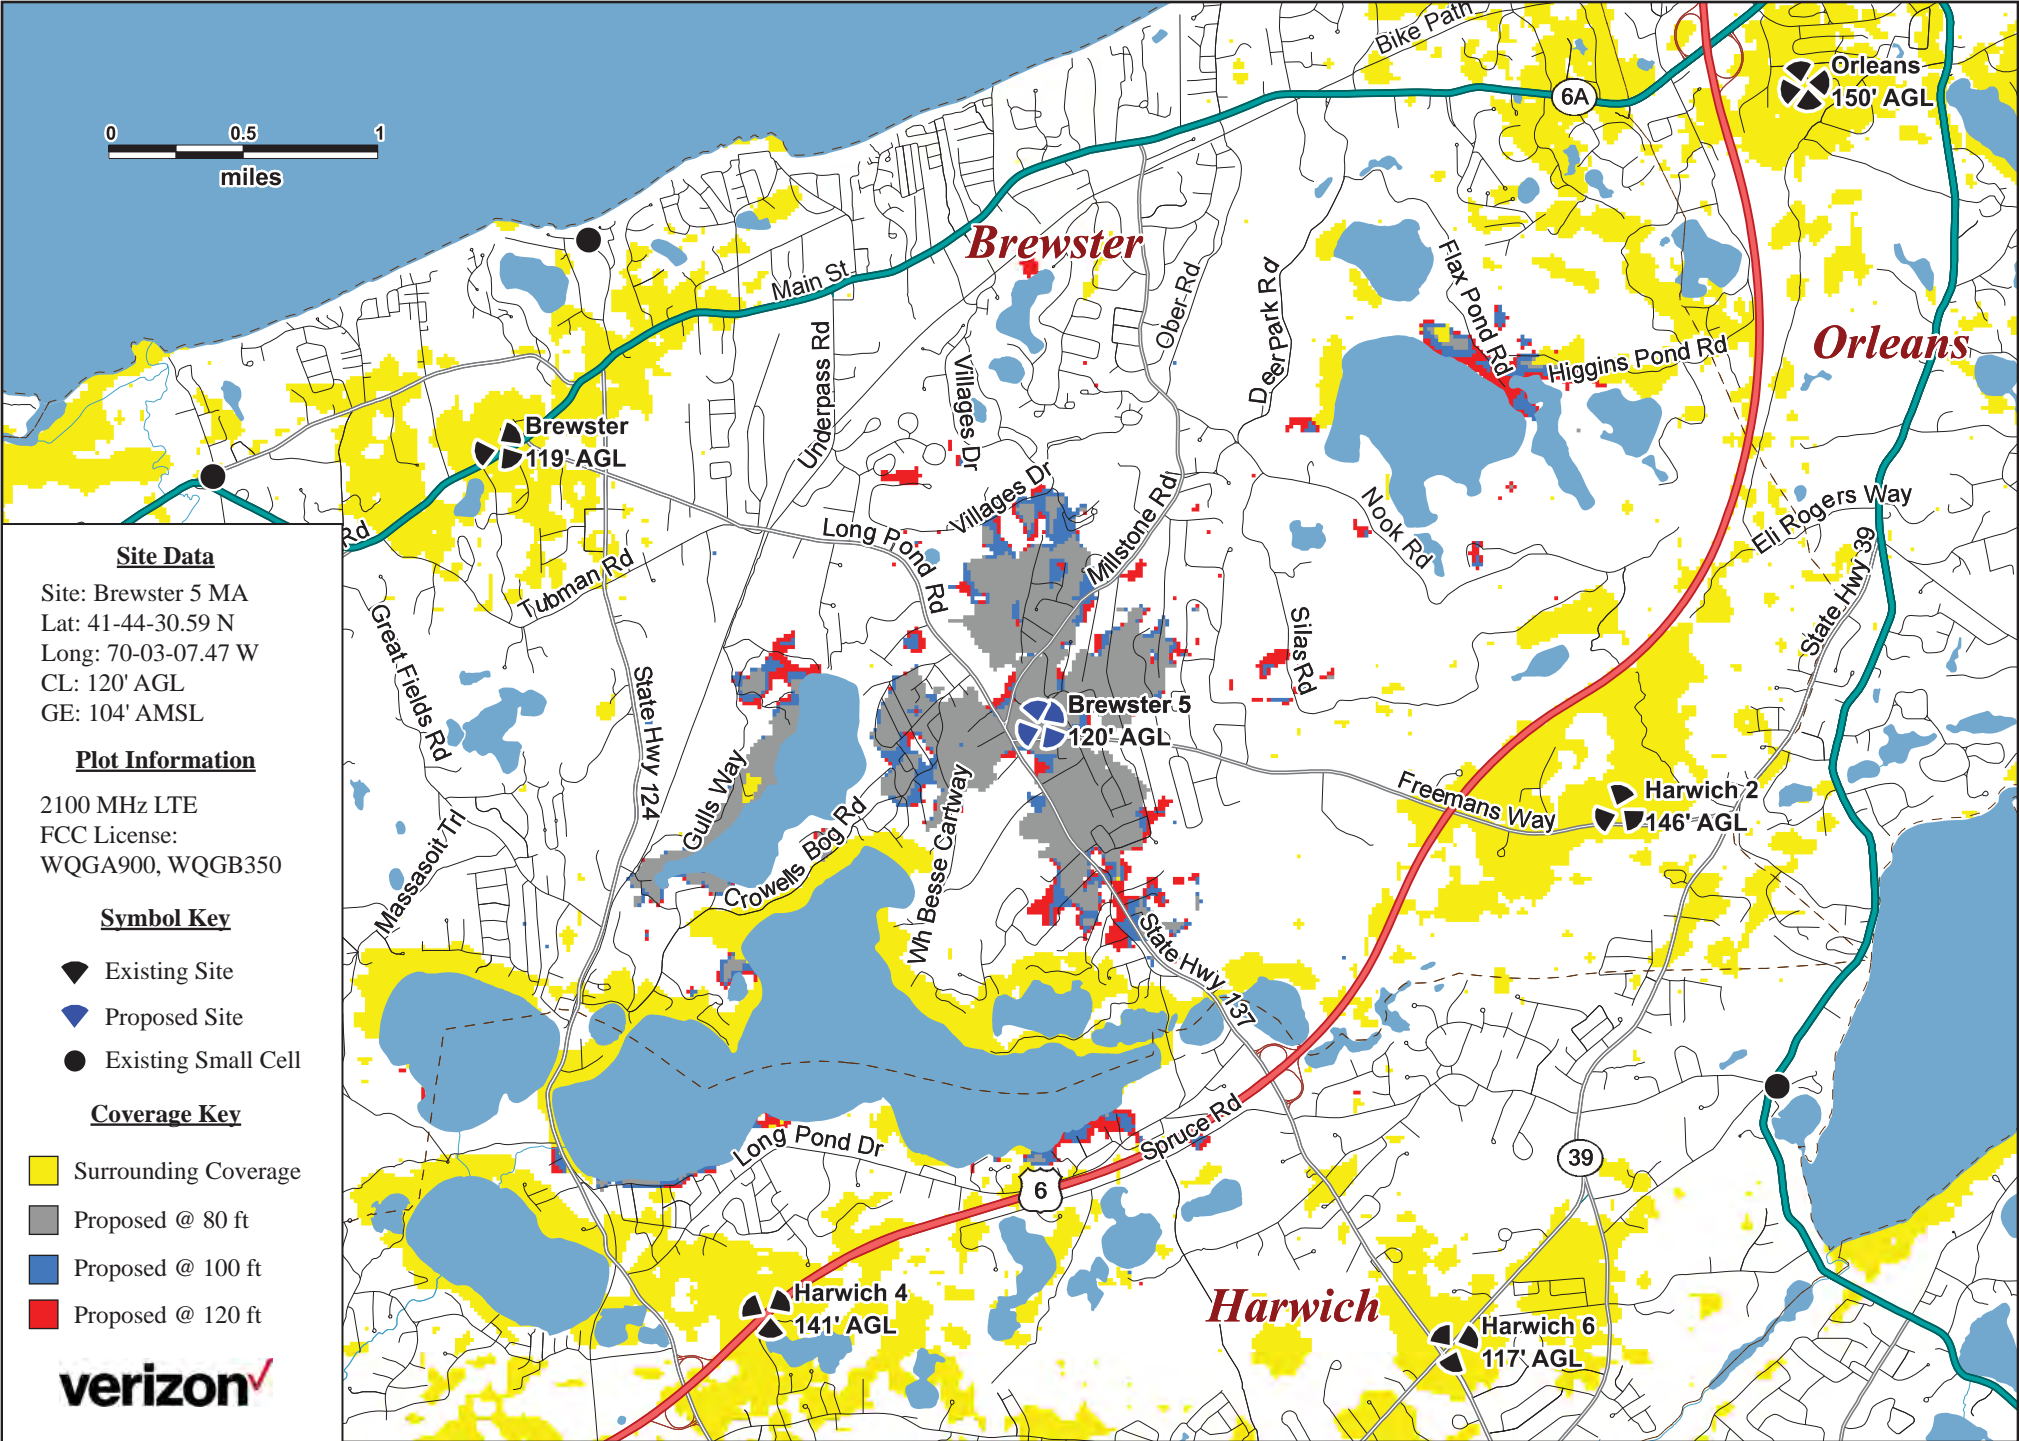 Bike Path
Orleans
150' AGL
6A
0 0.5 1
miles
Brewster
Main St
Ober Rd
Deer Park Rd
Flax Pond Rd
Higgins Pond Rd
Orleans
Underpass Rd
Villages Dr
Brewster
119' AGL
Villages Dr
Long Pond Rd
Millstone Rd
Nook Rd
Eli Rogers Way
State Hwy 39
Rd
Tubman Rd
Great Fields Rd
State Hwy 124
Silas Rd
Brewster 5
120' AGL
Gulls Way
Crowells Bog Rd
Wh Besse Cartway
Freemans Way
Harwich 2
146' AGL
Massasoit Trl
State Hwy 137
Long Pond Dr
Spruce Rd
6
39
Harwich 4
141' AGL
Harwich
Harwich 6
117' AGL
Site Data
Site: Brewster 5 MA
Lat: 41-44-30.59 N
Long: 70-03-07.47 W
CL: 120' AGL
GE: 104' AMSL
Plot Information
2100 MHz LTE
FCC License:
WQGA900, WQGB350
Symbol Key
Existing Site
Proposed Site
Existing Small Cell
Coverage Key
Surrounding Coverage
Proposed @ 80 ft
Proposed @ 100 ft
Proposed @ 120 ft
verizon